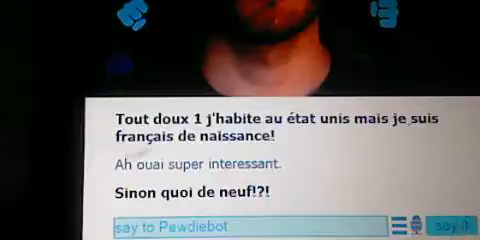 Tout doux 1 j'habite au état unis mais je suis
français de naissance!
Ah ouai super interessant.
Sinon quoi de neuf!?!
say to Pewdiebot
say it